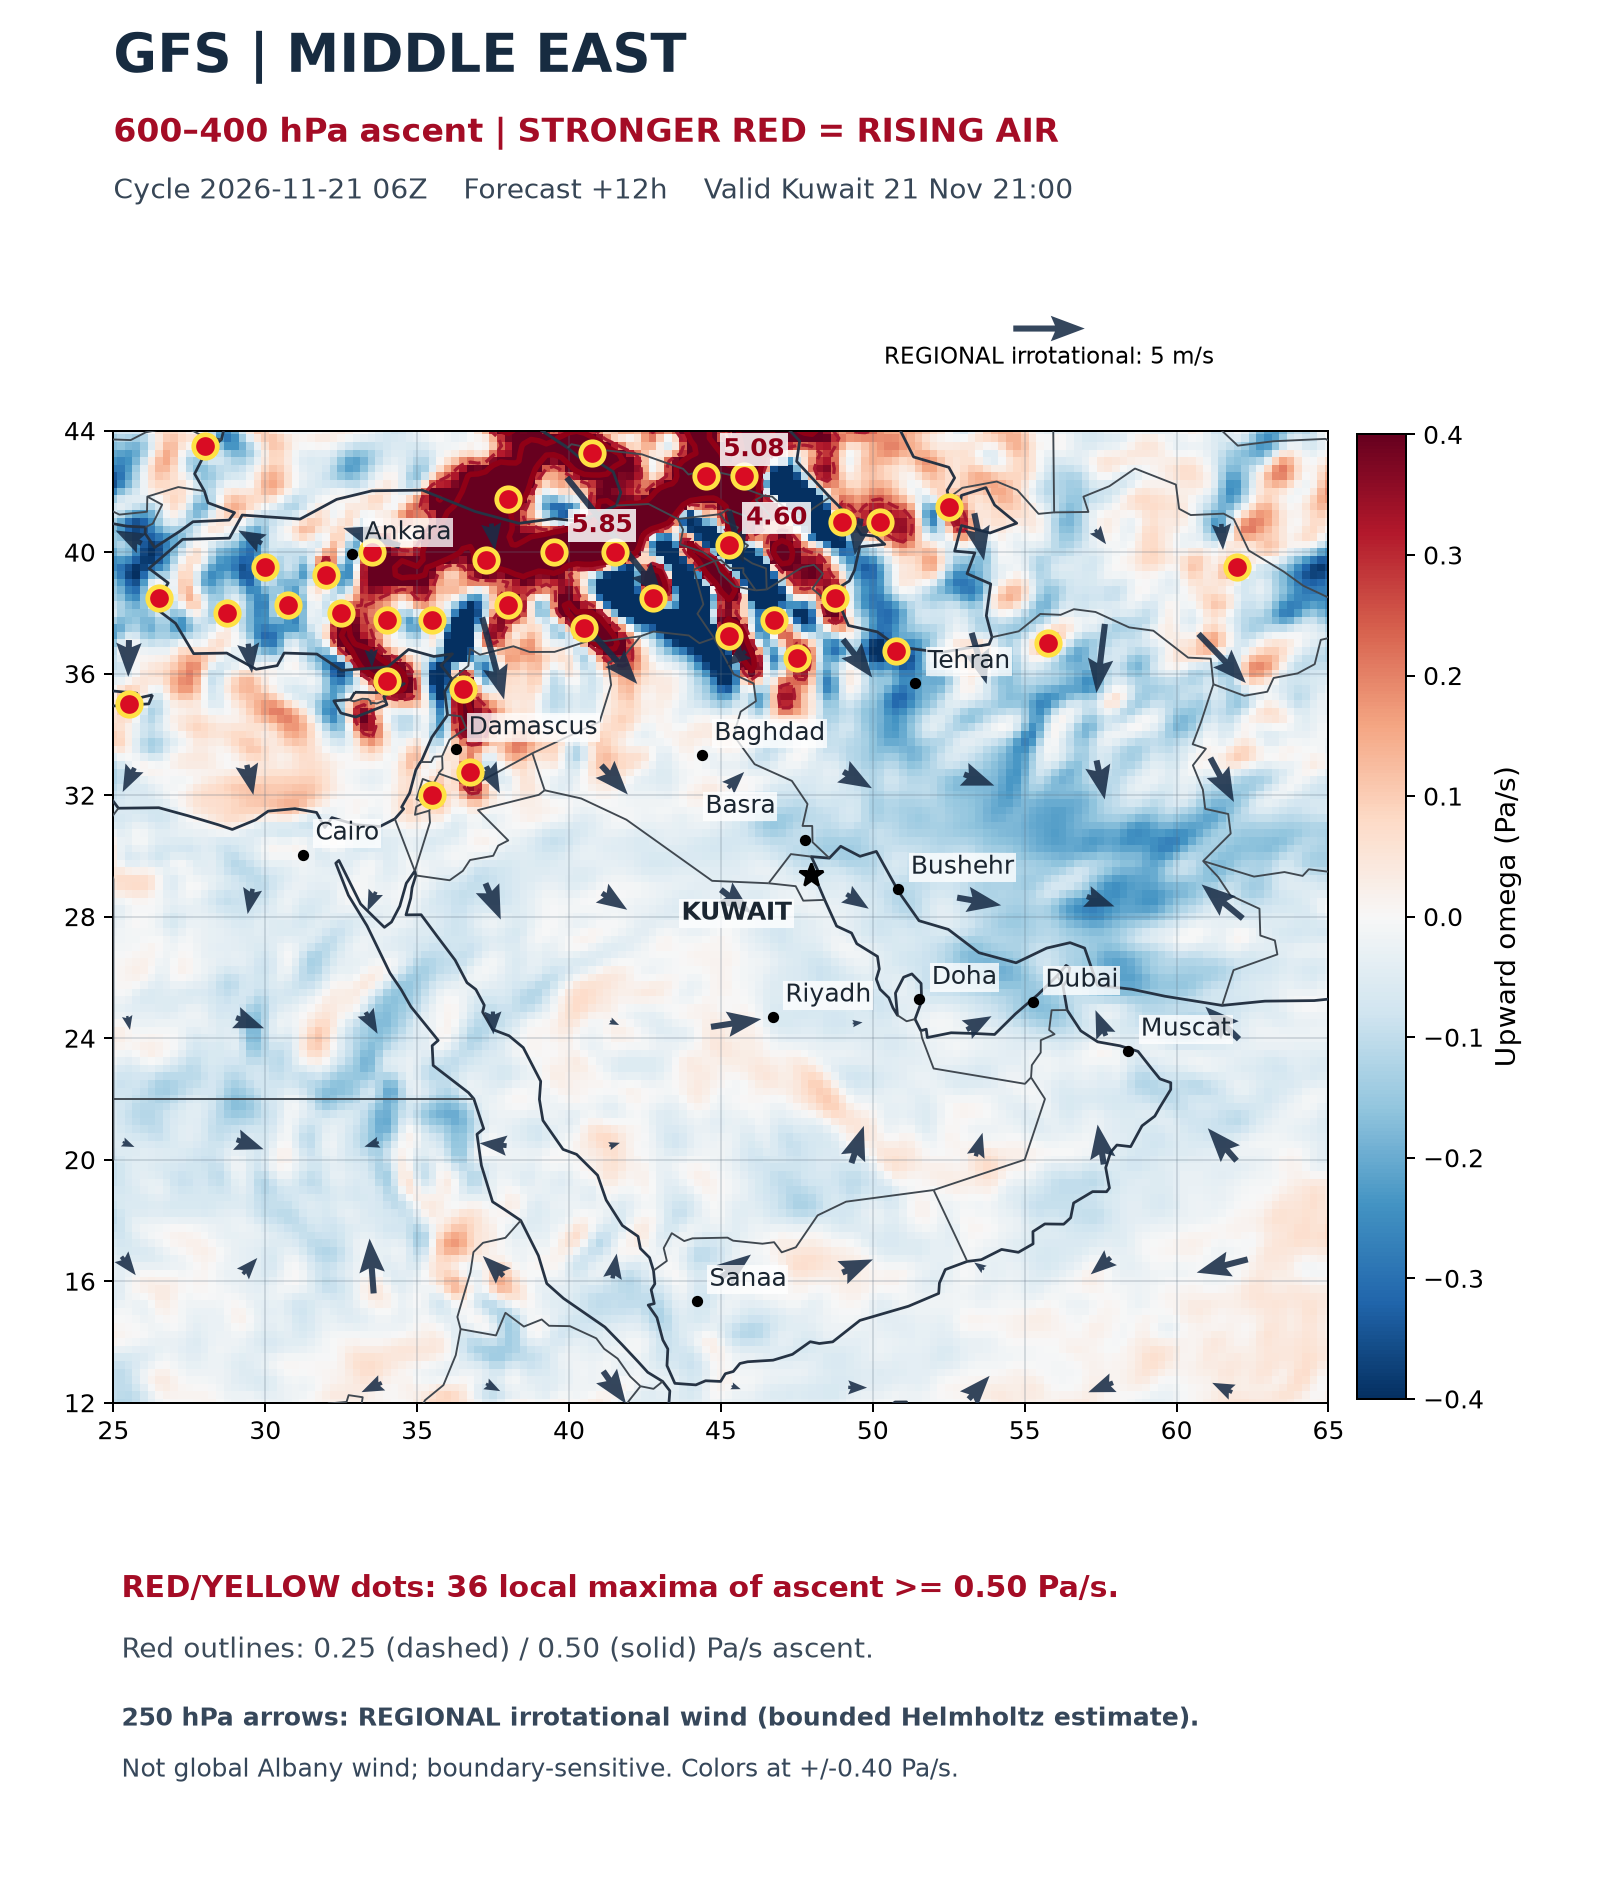 GFS | MIDDLE EAST
600–400 hPa ascent | STRONGER RED = RISING AIR
Cycle 2026-11-21 06Z    Forecast +12h    Valid Kuwait 21 Nov 21:00
REGIONAL irrotational: 5 m/s
44
40
36
32
28
24
20
16
12
25
30
35
40
45
50
55
60
65
5.08
5.85
4.60
Ankara
Tehran
Damascus
Baghdad
Basra
Cairo
Bushehr
KUWAIT
Riyadh
Doha
Dubai
Muscat
Sanaa
0.4
0.3
0.2
0.1
0.0
−0.1
−0.2
−0.3
−0.4
Upward omega (Pa/s)
RED/YELLOW dots: 36 local maxima of ascent >= 0.50 Pa/s.
Red outlines: 0.25 (dashed) / 0.50 (solid) Pa/s ascent.
250 hPa arrows: REGIONAL irrotational wind (bounded Helmholtz estimate).
Not global Albany wind; boundary-sensitive. Colors at +/-0.40 Pa/s.